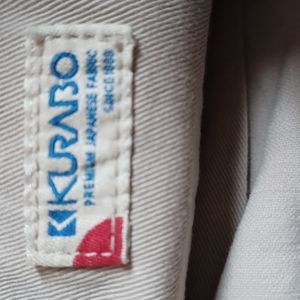 KURABO
PREMIUM JAPANESE FABRIC
SINCE 1888